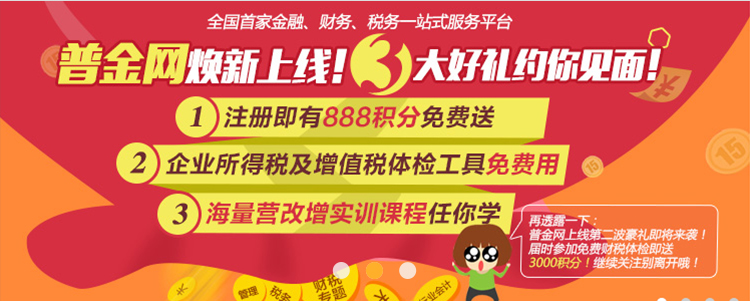 全国首家金融、财务、税务一站式服务平台
普金网焕新上线！3大好礼约你见面！
1 注册即有888积分免费送
2 企业所得税及增值税体检工具免费用
3 海量营改增实训课程任你学
再透露一下：
普金网上线第二波豪礼即将来袭！
届时参加免费财税体检即送
3000积分！继续关注别离开哦！
15
15
管理
税务
财税
专题
会计